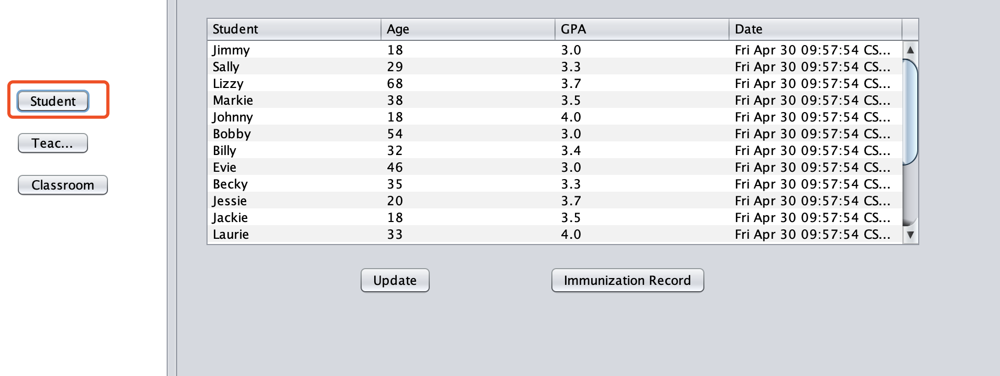 Student
Teac...
Classroom
Student Age GPA Date
Jimmy 18 3.0 Fri Apr 30 09:57:54 CS...
Sally 29 3.3 Fri Apr 30 09:57:54 CS...
Lizzy 68 3.7 Fri Apr 30 09:57:54 CS...
Markie 38 3.5 Fri Apr 30 09:57:54 CS...
Johnny 18 4.0 Fri Apr 30 09:57:54 CS...
Bobby 54 3.0 Fri Apr 30 09:57:54 CS...
Billy 32 3.4 Fri Apr 30 09:57:54 CS...
Evie 46 3.0 Fri Apr 30 09:57:54 CS...
Becky 35 3.3 Fri Apr 30 09:57:54 CS...
Jessie 20 3.7 Fri Apr 30 09:57:54 CS...
Jackie 18 3.5 Fri Apr 30 09:57:54 CS...
Laurie 33 4.0 Fri Apr 30 09:57:54 CS...
Update Immunization Record